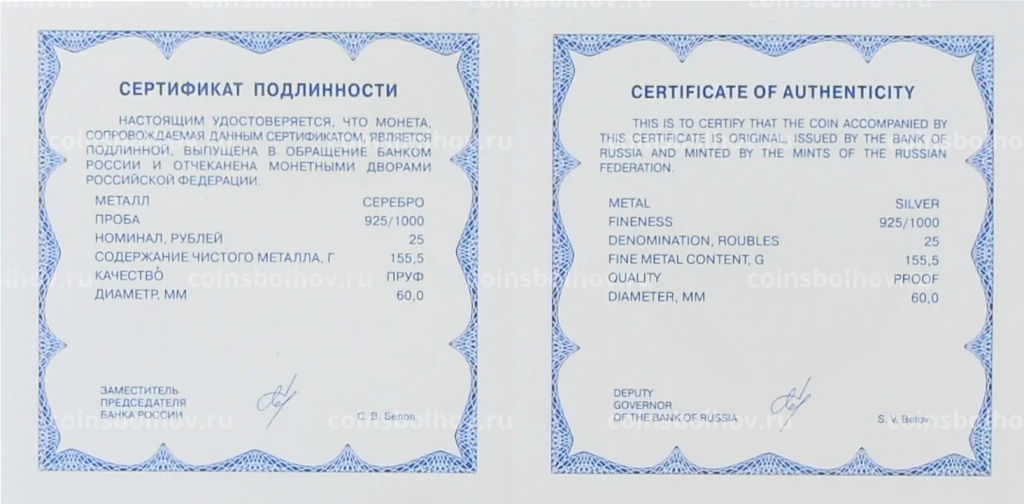 СЕРТИФИКАТ ПОДЛИННОСТИ
НАСТОЯЩИМ УДОСТОВЕРЯЕТСЯ, ЧТО МОНЕТА,
СОПРОВОЖДАЕМАЯ ДАННЫМ СЕРТИФИКАТОМ, ЯВЛЯЕТСЯ
ПОДЛИННОЙ, ВЫПУЩЕНА В ОБРАЩЕНИЕ БАНКОМ
РОССИИ И ОТЧЕКАНЕНА МОНЕТНЫМИ ДВОРАМИ
РОССИЙСКОЙ ФЕДЕРАЦИИ.
МЕТАЛЛ СЕРЕБРО
ПРОБА 925/1000
НОМИНАЛ, РУБЛЕЙ 25
СОДЕРЖАНИЕ ЧИСТОГО МЕТАЛЛА, Г 155,5
КАЧЕСТВО ПРУФ
ДИАМЕТР, ММ 60,0
ЗАМЕСТИТЕЛЬ
ПРЕДСЕДАТЕЛЯ
БАНКА РОССИИ С. В. Белов
CERTIFICATE OF AUTHENTICITY
THIS IS TO CERTIFY THAT THE COIN ACCOMPANIED BY
THIS CERTIFICATE IS ORIGINAL, ISSUED BY THE BANK OF
RUSSIA AND MINTED BY THE MINTS OF THE RUSSIAN
FEDERATION.
METAL SILVER
FINENESS 925/1000
DENOMINATION, ROUBLES 25
FINE METAL CONTENT, G 155,5
QUALITY PROOF
DIAMETER, MM 60,0
DEPUTY
GOVERNOR
OF THE BANK OF RUSSIA S. V. Belov
coinsbolhov.ru